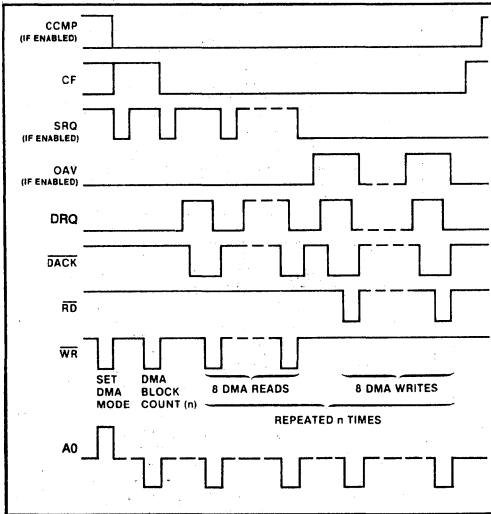 CCMP
(IF ENABLED)
CF
SRQ
(IF ENABLED)
OAV
(IF ENABLED)
DRQ
DACK
RD
WR
SET
DMA
MODE
DMA
BLOCK
COUNT (n)
8 DMA READS
8 DMA WRITES
REPEATED n TIMES
A0